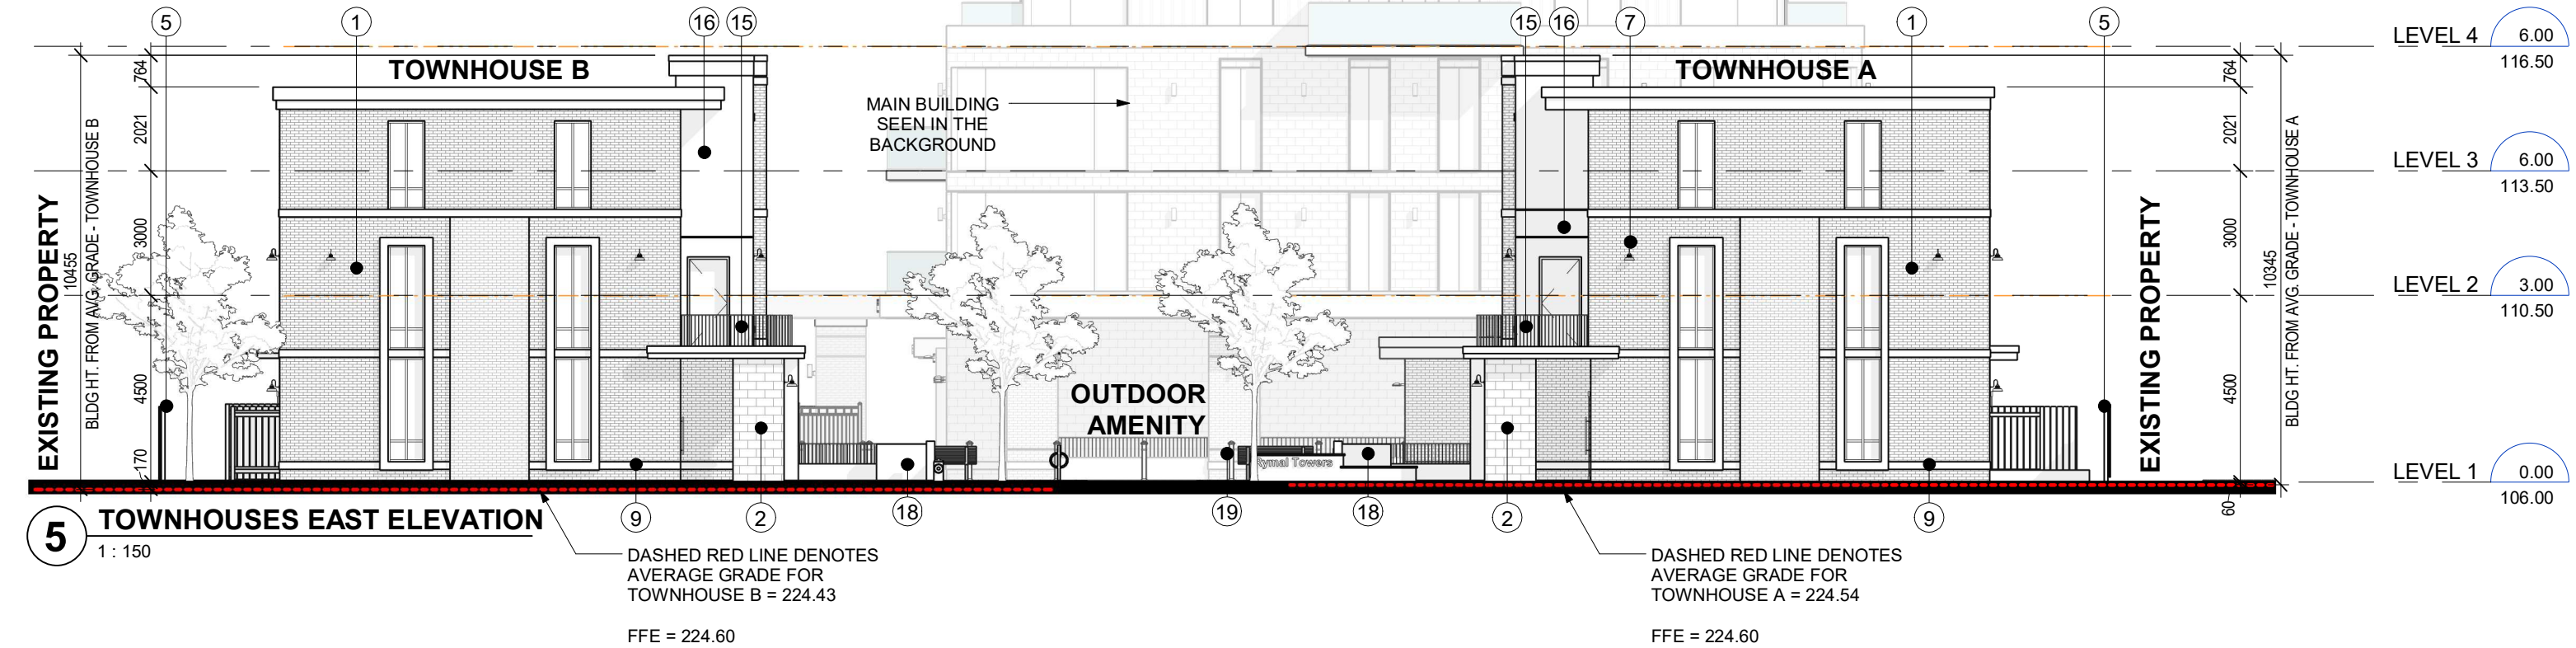 5
1
16
15
15
16
7
1
5
LEVEL 4
6.00
116.50
764
TOWNHOUSE B
TOWNHOUSE A
764
MAIN BUILDING
SEEN IN THE
BACKGROUND
2021
2021
LEVEL 3
6.00
113.50
EXISTING PROPERTY
10455
BLDG HT. FROM AVG. GRADE - TOWNHOUSE B
3000
3000
EXISTING PROPERTY
10345
BLDG HT. FROM AVG. GRADE - TOWNHOUSE A
LEVEL 2
3.00
110.50
4500
4500
OUTDOOR
AMENITY
Rymal Towers
170
60
LEVEL 1
0.00
106.00
9
2
18
19
18
2
9
5
TOWNHOUSES EAST ELEVATION
1 : 150
DASHED RED LINE DENOTES
AVERAGE GRADE FOR
TOWNHOUSE B = 224.43
FFE = 224.60
DASHED RED LINE DENOTES
AVERAGE GRADE FOR
TOWNHOUSE A = 224.54
FFE = 224.60